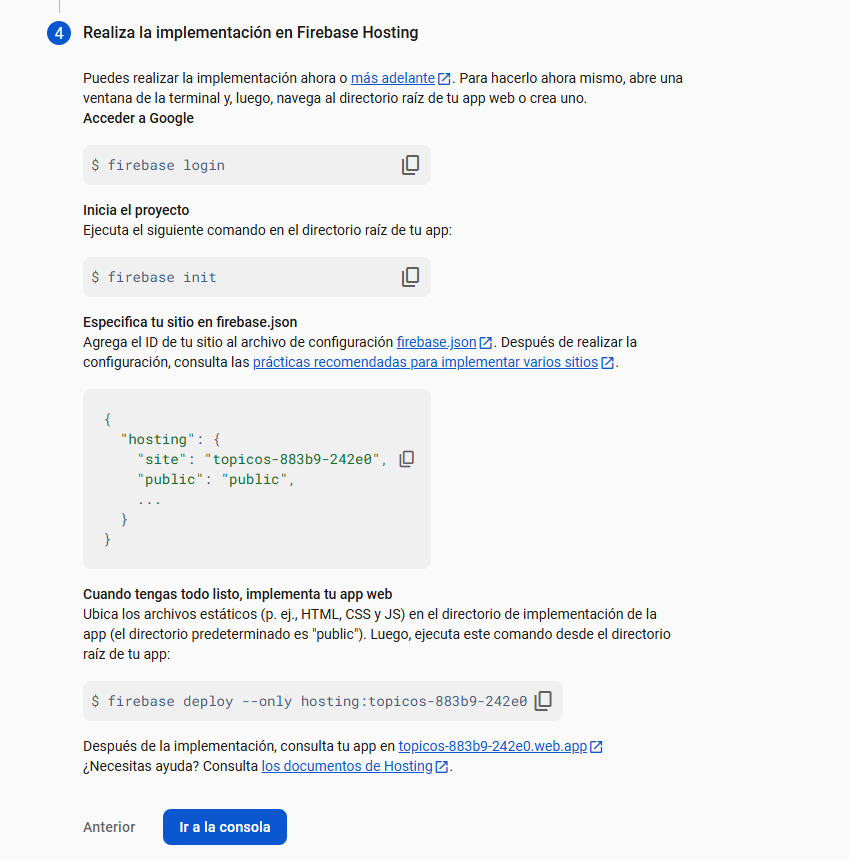 4 Realiza la implementación en Firebase Hosting
Puedes realizar la implementación ahora o más adelante. Para hacerlo ahora mismo, abre una
ventana de la terminal y, luego, navega al directorio raíz de tu app web o crea uno.
Acceder a Google
$ firebase login
Inicia el proyecto
Ejecuta el siguiente comando en el directorio raíz de tu app:
$ firebase init
Especifica tu sitio en firebase.json
Agrega el ID de tu sitio al archivo de configuración firebase.json. Después de realizar la
configuración, consulta las prácticas recomendadas para implementar varios sitios.
{
  "hosting": {
    "site": "topicos-883b9-242e0",
    "public": "public",
    ...
  }
}
Cuando tengas todo listo, implementa tu app web
Ubica los archivos estáticos (p. ej., HTML, CSS y JS) en el directorio de implementación de la
app (el directorio predeterminado es "public"). Luego, ejecuta este comando desde el directorio
raíz de tu app:
$ firebase deploy --only hosting:topicos-883b9-242e0
Después de la implementación, consulta tu app en topicos-883b9-242e0.web.app
¿Necesitas ayuda? Consulta los documentos de Hosting.
Anterior Ir a la consola